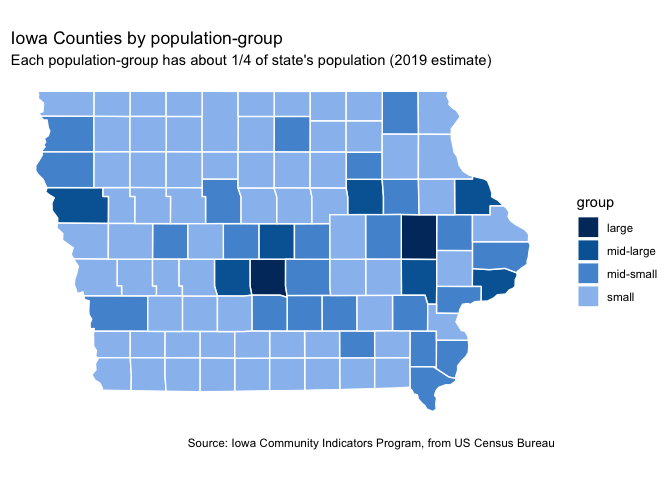 Iowa Counties by population-group
Each population-group has about 1/4 of state's population (2019 estimate)
group
large
mid-large
mid-small
small
Source: Iowa Community Indicators Program, from US Census Bureau